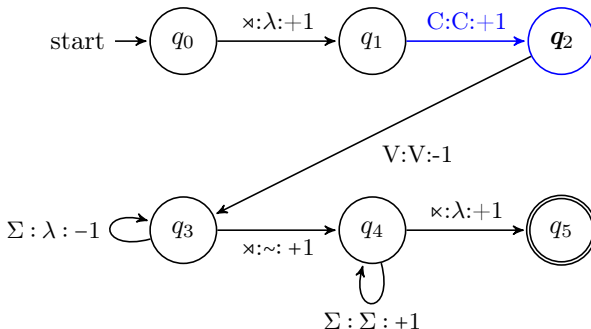 start q0 ⋊:λ:+1 q1 C:C:+1 q2
V:V:-1
Σ : λ : −1 q3 ⋊:~: +1 q4 ⋉:λ:+1 q5
Σ : Σ : +1